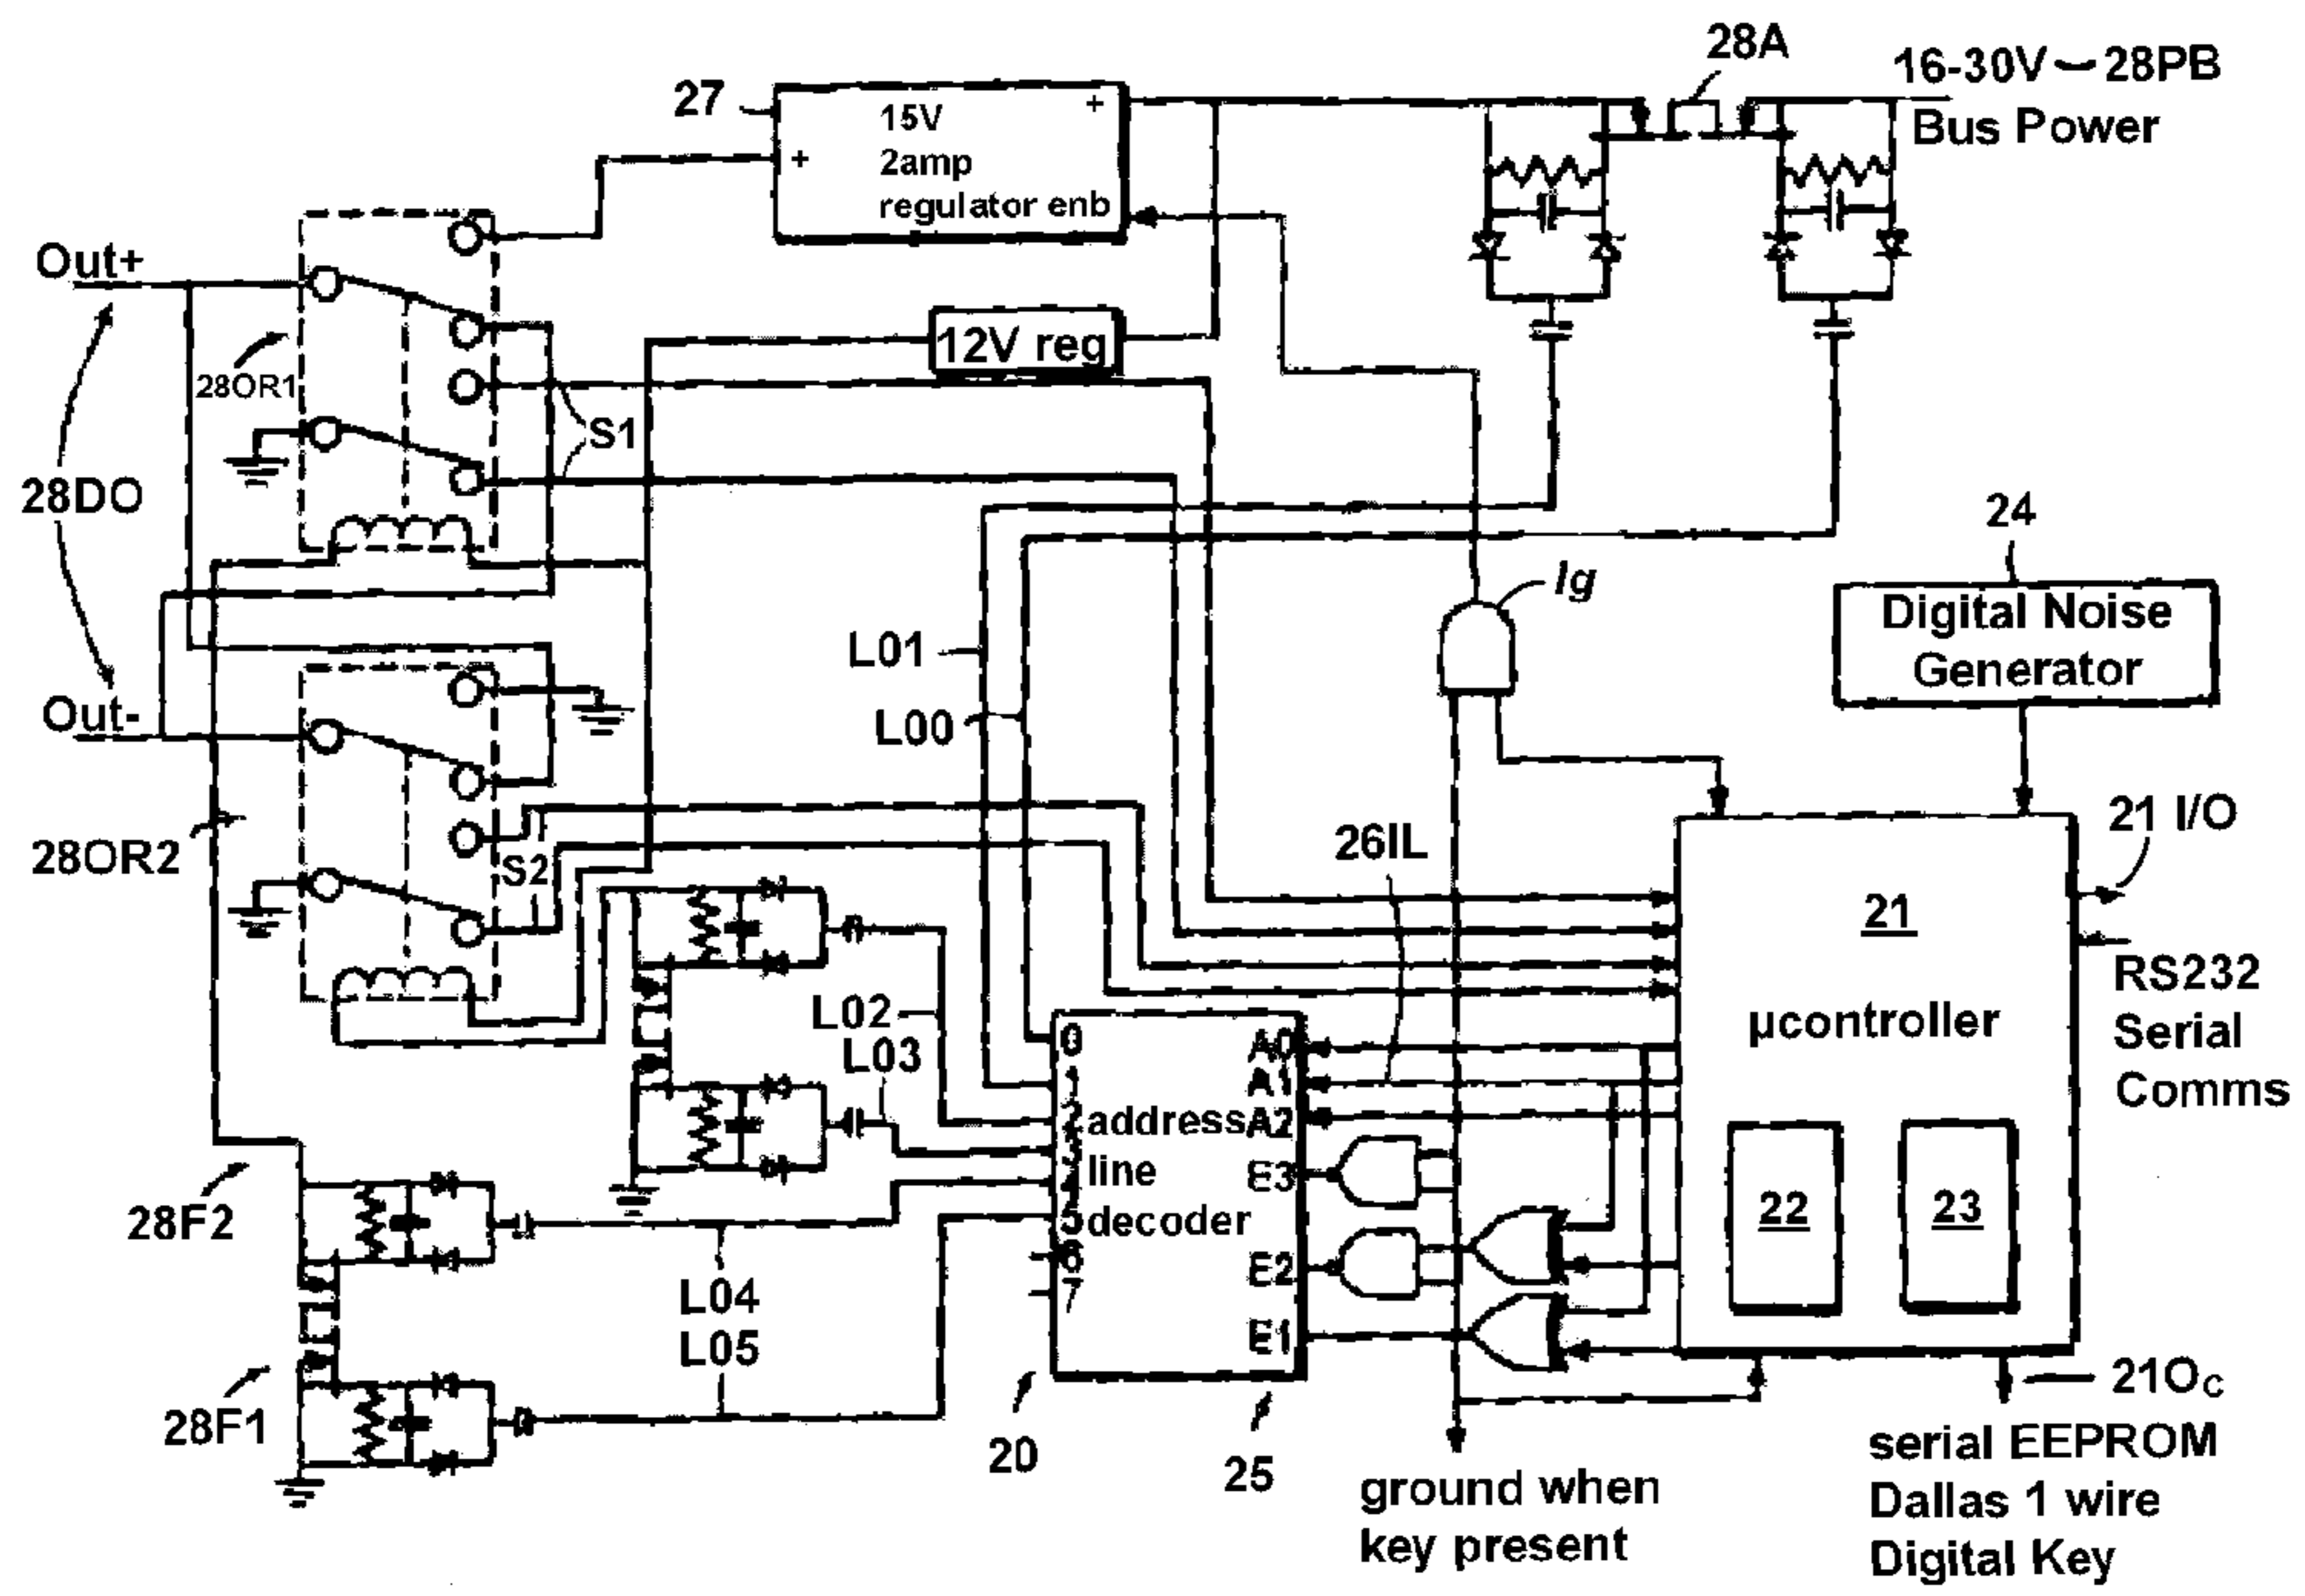 28A
16-30V 28PB
Bus Power
27
15V
+
2amp
+
regulator enb
Out+
28OR1
12V reg
S1
28DO
24
Ig
Digital Noise
Generator
L01
L00
Out-
28OR2
S2
26IL
21 I/O
21
RS232
Serial
Comms
µcontroller
L02
L03
0 A0
1 A1
2 address A2
3 line E3
4
5 decoder
6 E2
7
E1
22
23
28F2
L04
L05
28F1
20
25
21Oc
ground when
key present
serial EEPROM
Dallas 1 wire
Digital Key